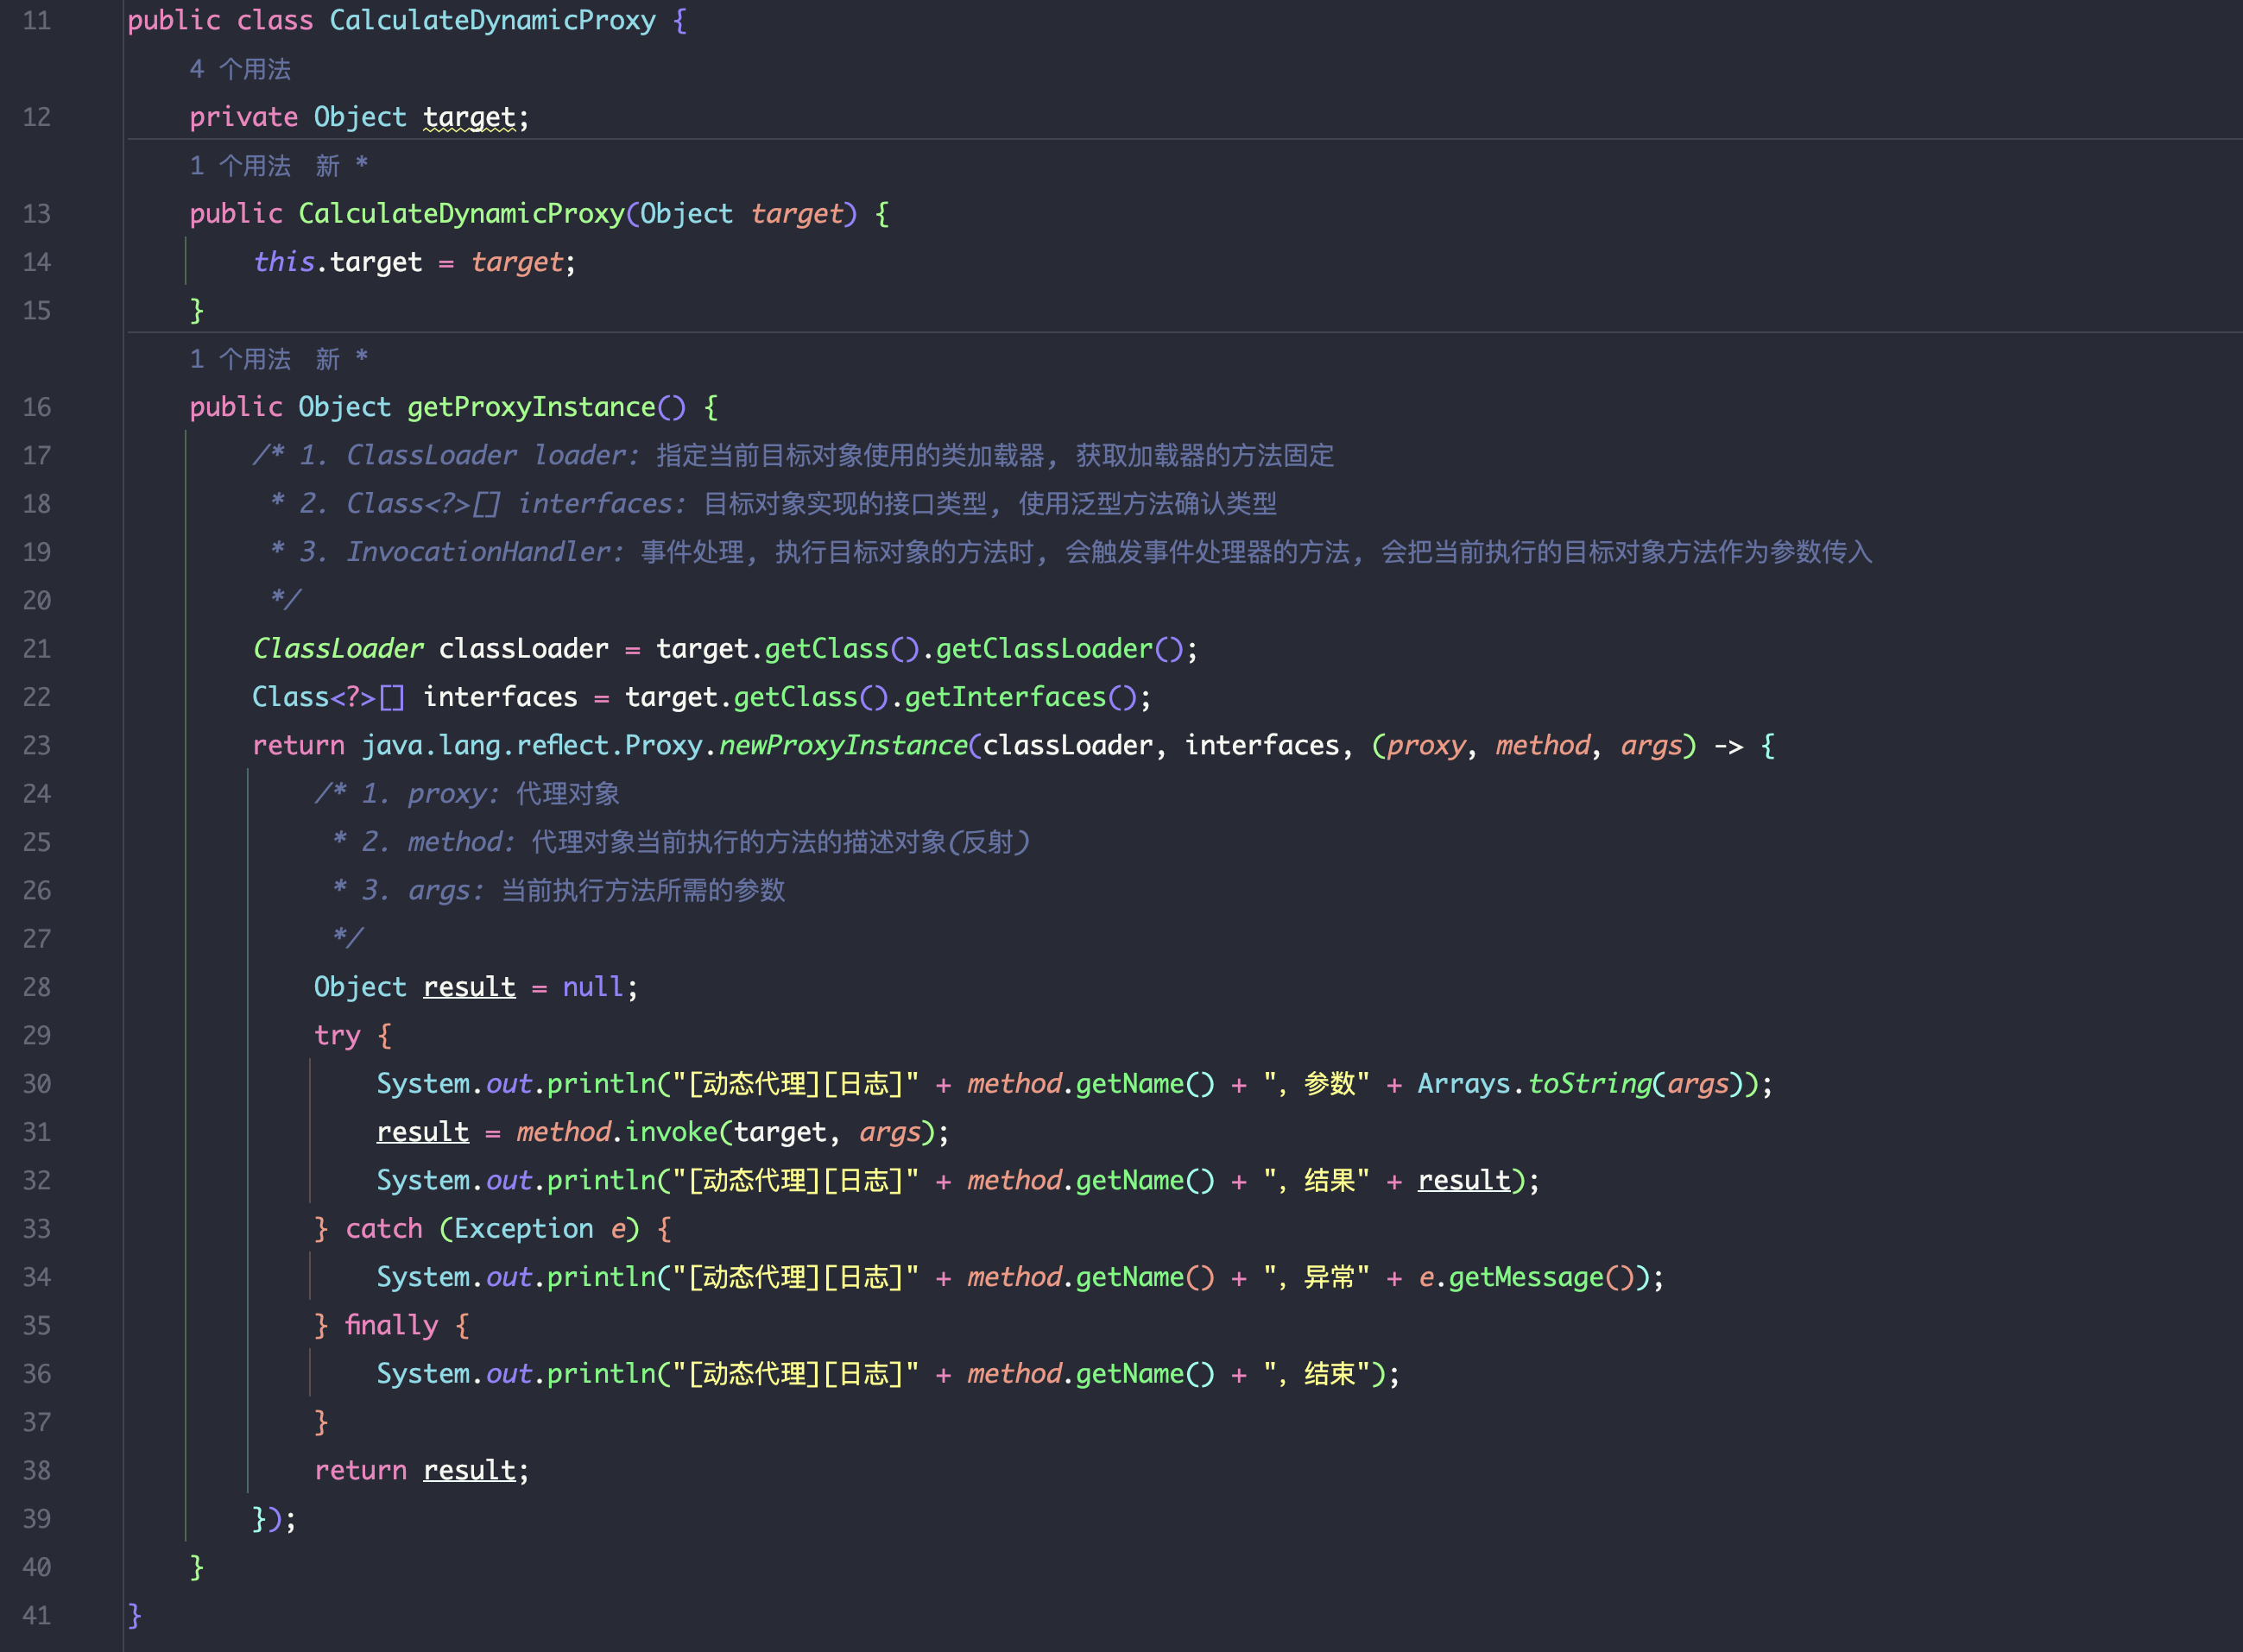 11 public class CalculateDynamicProxy {
4 个用法
12 private Object target;
1 个用法 新 *
13 public CalculateDynamicProxy(Object target) {
14 this.target = target;
15 }
1 个用法 新 *
16 public Object getProxyInstance() {
17 /* 1. ClassLoader loader: 指定当前目标对象使用的类加载器, 获取加载器的方法固定
18 * 2. Class<?>[] interfaces: 目标对象实现的接口类型, 使用泛型方法确认类型
19 * 3. InvocationHandler: 事件处理, 执行目标对象的方法时, 会触发事件处理器的方法, 会把当前执行的目标对象方法作为参数传入
20 */
21 ClassLoader classLoader = target.getClass().getClassLoader();
22 Class<?>[] interfaces = target.getClass().getInterfaces();
23 return java.lang.reflect.Proxy.newProxyInstance(classLoader, interfaces, (proxy, method, args) -> {
24 /* 1. proxy: 代理对象
25 * 2. method: 代理对象当前执行的方法的描述对象(反射)
26 * 3. args: 当前执行方法所需的参数
27 */
28 Object result = null;
29 try {
30 System.out.println("[动态代理][日志]" + method.getName() + ", 参数" + Arrays.toString(args));
31 result = method.invoke(target, args);
32 System.out.println("[动态代理][日志]" + method.getName() + ", 结果" + result);
33 } catch (Exception e) {
34 System.out.println("[动态代理][日志]" + method.getName() + ", 异常" + e.getMessage());
35 } finally {
36 System.out.println("[动态代理][日志]" + method.getName() + ", 结束");
37 }
38 return result;
39 });
40 }
41 }